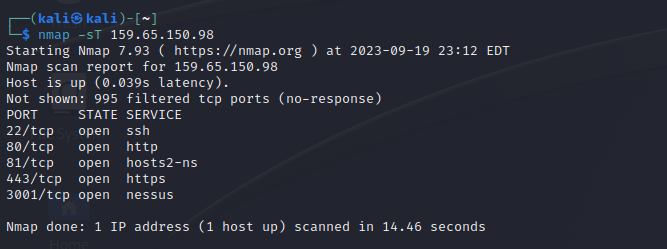 ┌──(kali㉿kali)-[~]
└─$ nmap -sT 159.65.150.98
Starting Nmap 7.93 ( https://nmap.org ) at 2023-09-19 23:12 EDT
Nmap scan report for 159.65.150.98
Host is up (0.039s latency).
Not shown: 995 filtered tcp ports (no-response)
PORT     STATE SERVICE
22/tcp   open  ssh
80/tcp   open  http
81/tcp   open  hosts2-ns
443/tcp  open  https
3001/tcp open  nessus
Nmap done: 1 IP address (1 host up) scanned in 14.46 seconds
Home